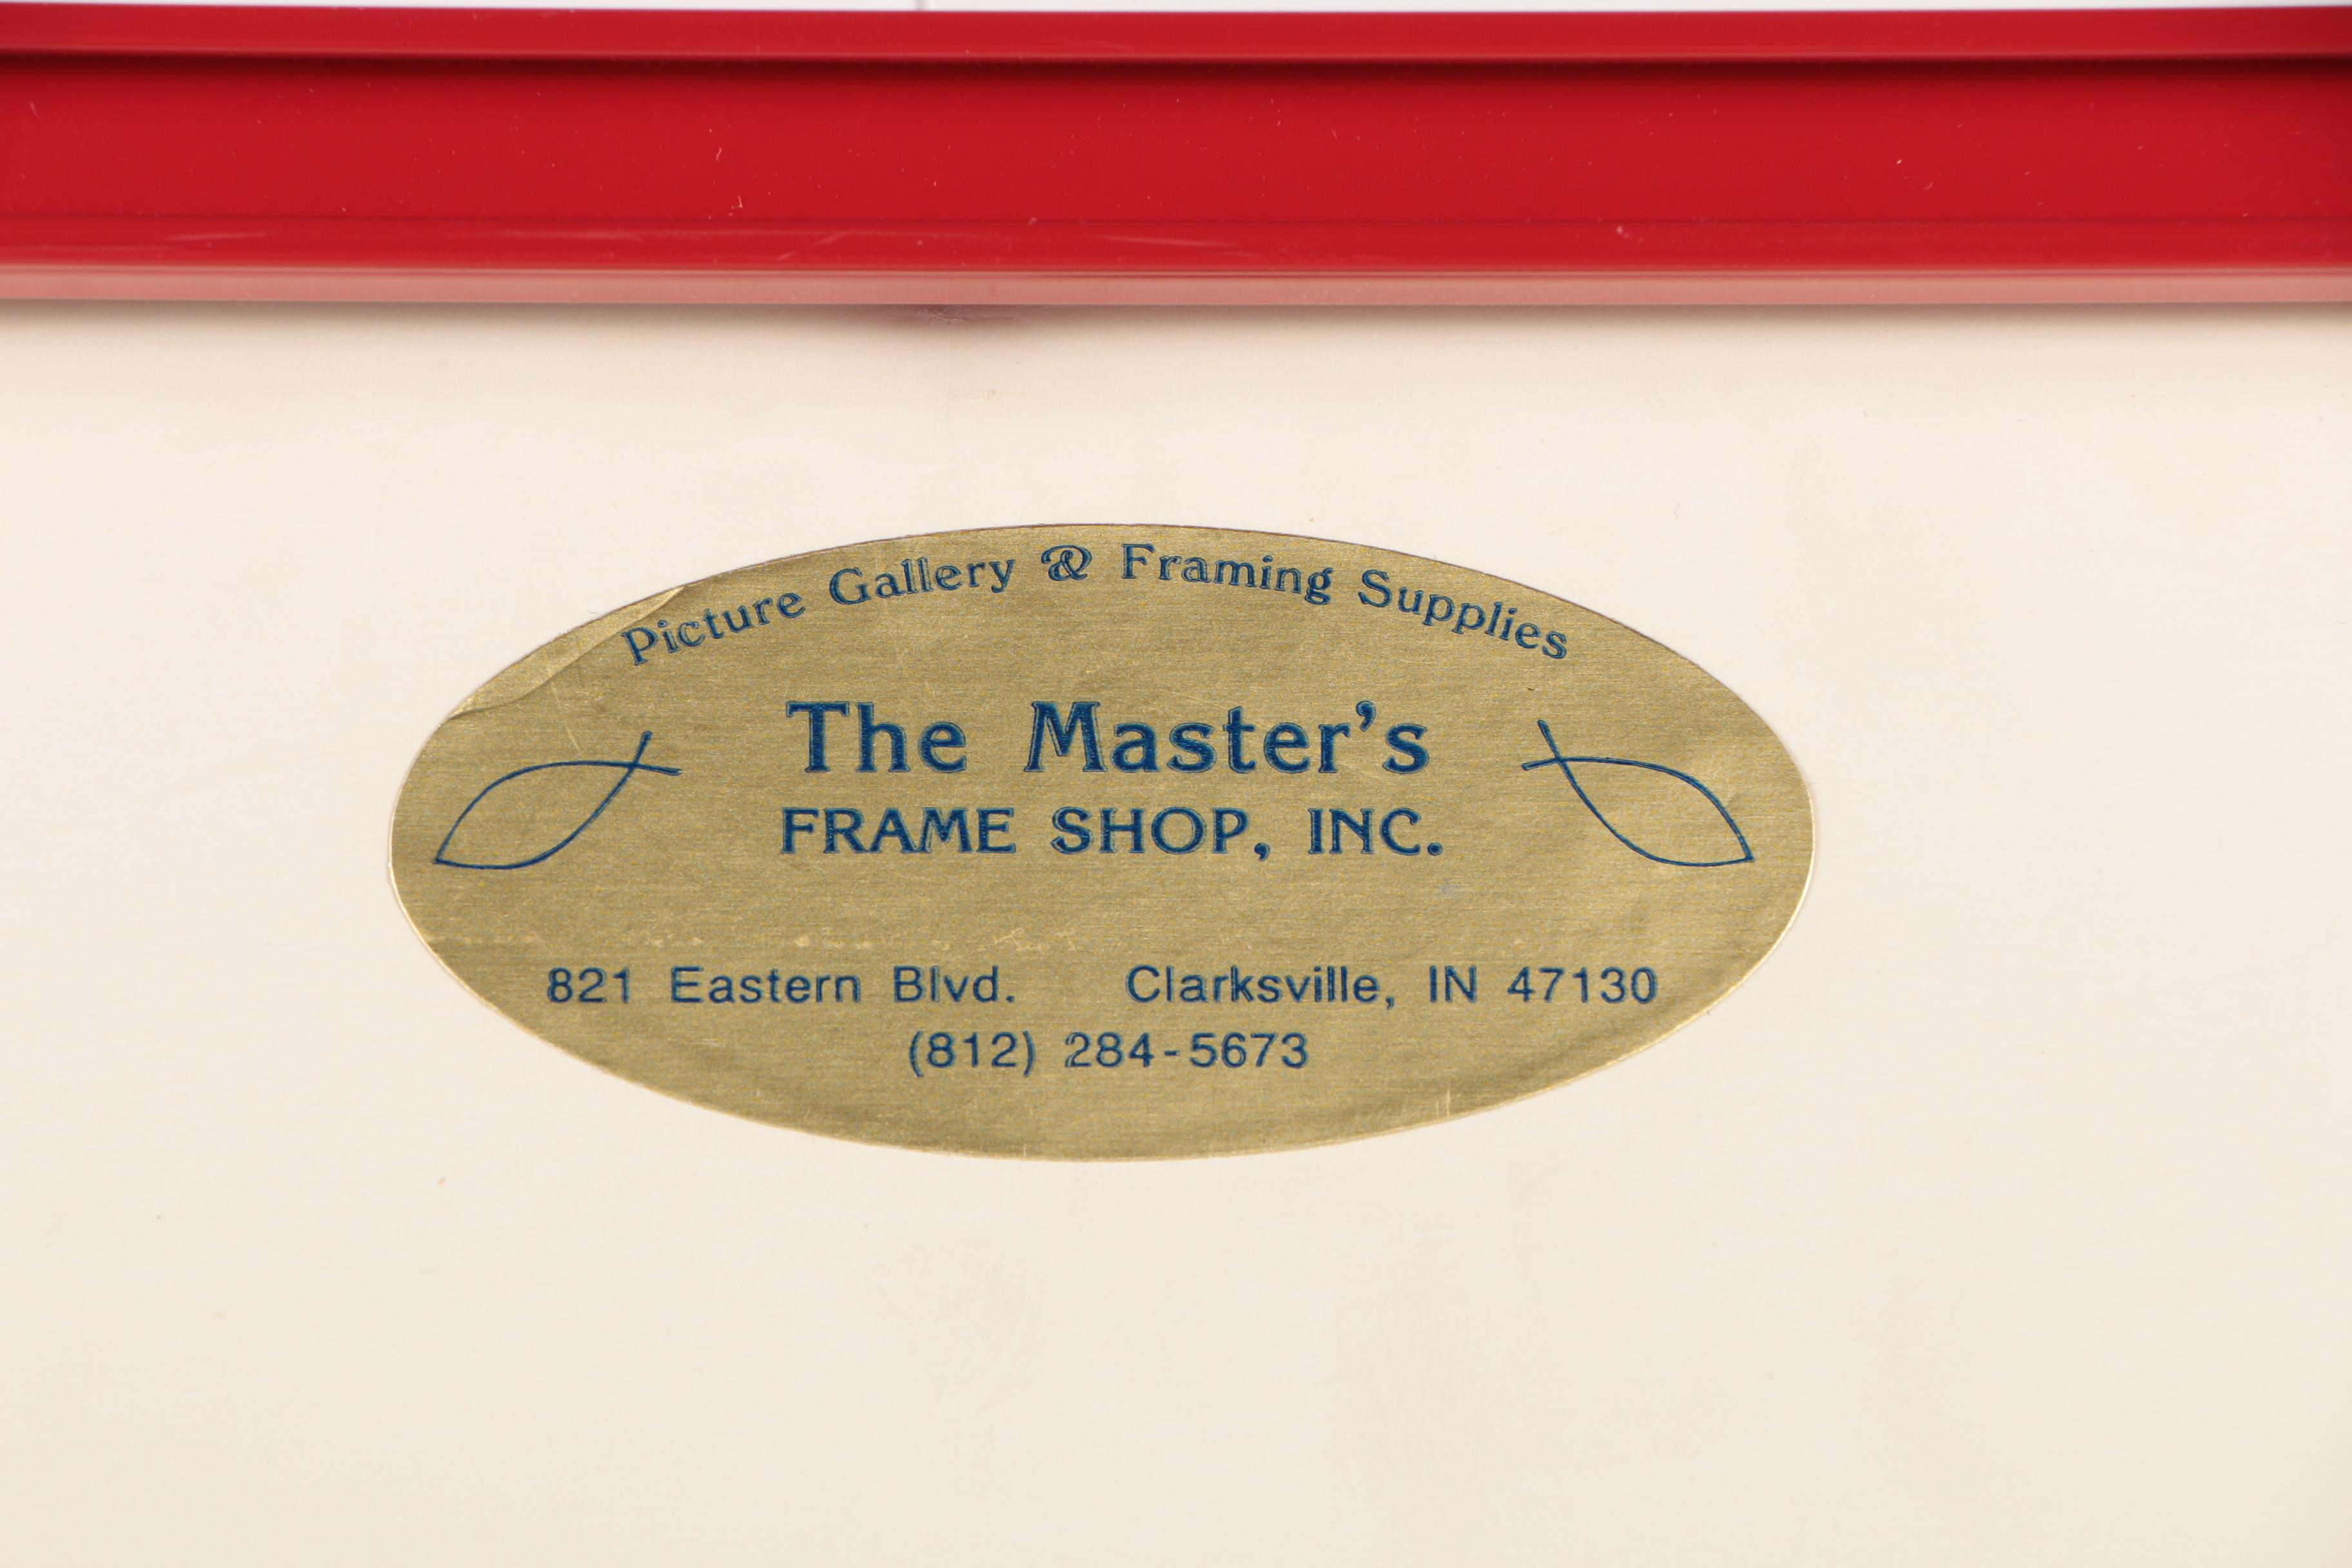 Picture Gallery & Framing Supplies
The Master's
FRAME SHOP, INC.
821 Eastern Blvd. Clarksville, IN 47130
(812) 284-5673